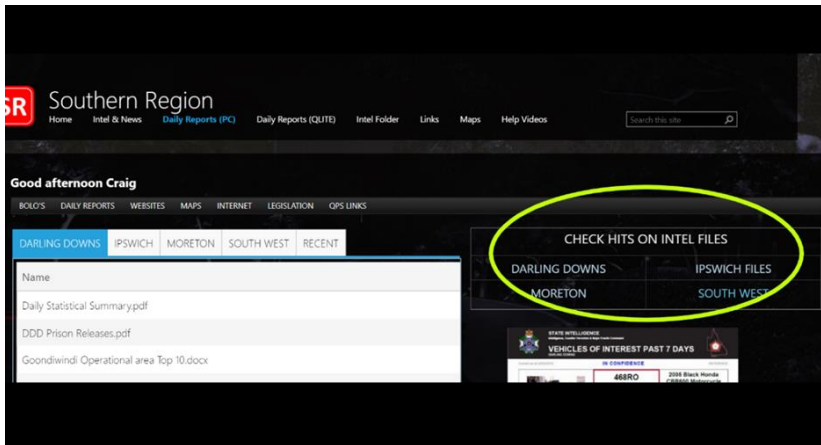 SR
Southern Region
Home Intel & News Daily Reports (PC) Daily Reports (QLITE) Intel Folder Links Maps Help Videos
Search this site
Good afternoon Craig
BOLO'S DAILY REPORTS WEBSITES MAPS INTERNET LEGISLATION QPS LINKS
DARLING DOWNS IPSWICH MORETON SOUTH WEST RECENT
Name
Daily Statistical Summary.pdf
DDD Prison Releases.pdf
Goondiwindi Operational area Top 10.docx
CHECK HITS ON INTEL FILES
DARLING DOWNS IPSWICH FILES
MORETON SOUTH WEST
STATE INTELLIGENCE
VEHICLES OF INTEREST PAST 7 DAYS
IN CONFIDENCE
468RO
2006 Black Honda
Motorcycle